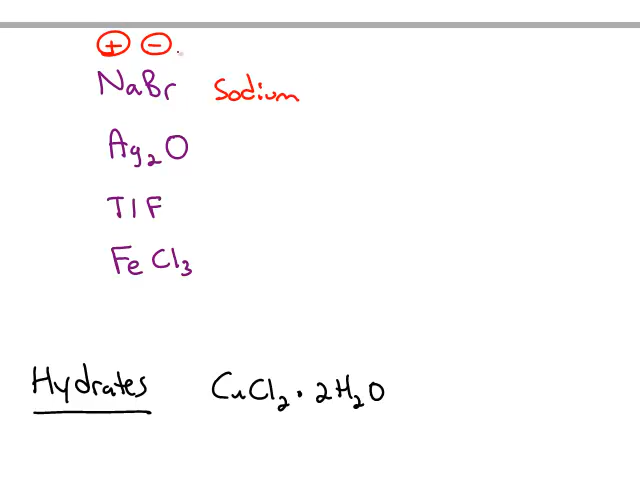 + -
NaBr Sodium
Ag₂O
TlF
FeCl₃
Hydrates CuCl₂ · 2H₂O